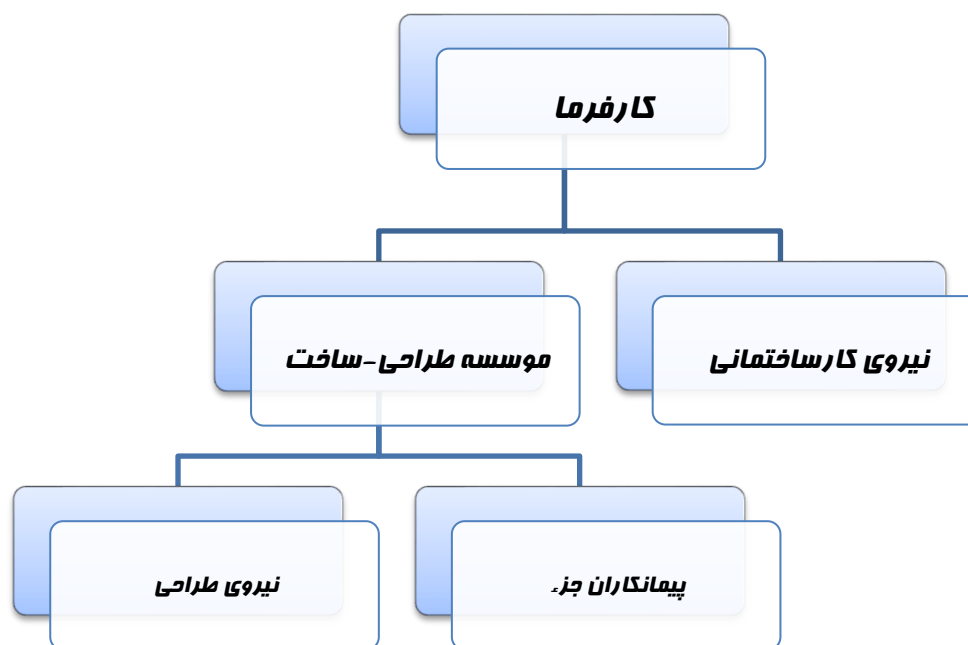 کارفرما
نیروی کارساختمانی
موسسه طراحی-ساخت
پیمانکاران جزء
نیروی طراحی